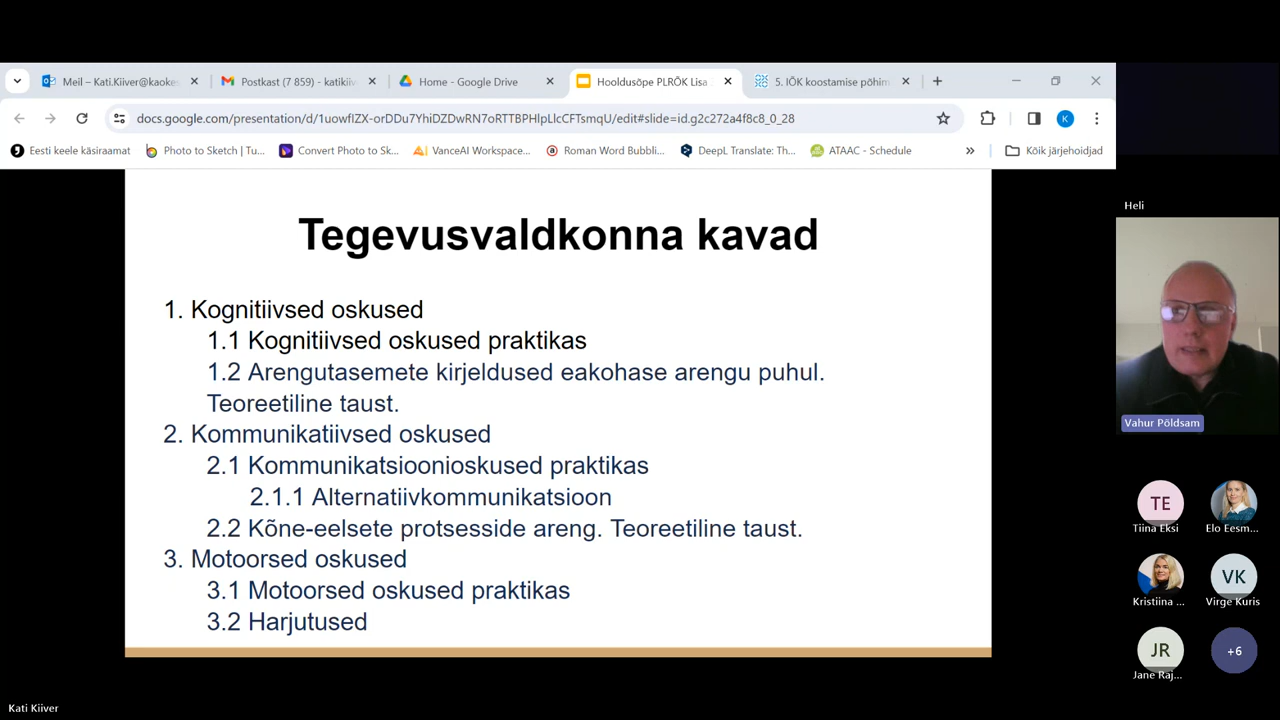 Meil – Kati.Kiiver@kaokes
Postkast (7 859) - katikiiv
Home - Google Drive
Hooldusõpe PLRÕK Lisa
5. IÕK koostamise põhim
docs.google.com/presentation/d/1uowflZX-orDDu7YhiDZDwRN7oRTTBPHlpLlcCFTsmqU/edit#slide=id.g2c272a4f8c8_0_28
K
Eesti keele käsiraamat
Photo to Sketch | Tu...
Convert Photo to Sk...
VanceAI Workspace...
Roman Word Bubbli...
DeepL Translate: Th...
ATAAC - Schedule
Kõik järjehoidjad
Tegevusvaldkonna kavad
1. Kognitiivsed oskused
1.1 Kognitiivsed oskused praktikas
1.2 Arengutasemete kirjeldused eakohase arengu puhul.
Teoreetiline taust.
2. Kommunikatiivsed oskused
2.1 Kommunikatsioonioskused praktikas
2.1.1 Alternatiivkommunikatsioon
2.2 Kõne-eelsete protsesside areng. Teoreetiline taust.
3. Motoorsed oskused
3.1 Motoorsed oskused praktikas
3.2 Harjutused
Heli
Vahur Põldsam
TE
Tiina Eksi
Elo Eesm...
Kristiina ...
VK
Virge Kuris
JR
Jane Raj...
+6
Kati Kiiver